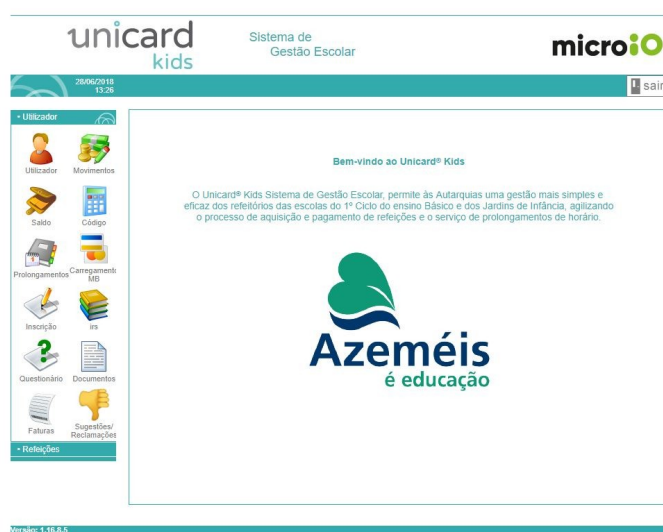 unicard
kids
Sistema de
Gestão Escolar
microiO
28/06/2018
13:26
sair
Utilizador
Utilizador
Movimentos
Saldo
Código
Prolongamentos
Carregamento
MB
Inscrição
irs
Questionário
Documentos
Faturas
Sugestões/
Reclamações
Refeições
Bem-vindo ao Unicard® Kids
O Unicard® Kids Sistema de Gestão Escolar, permite às Autarquias uma gestão mais simples e
eficaz dos refeitórios das escolas do 1º Ciclo do ensino Básico e dos Jardins de Infância, agilizando
o processo de aquisição e pagamento de refeições e o serviço de prolongamentos de horário.
Azeméis
é educação
Versão: 1.16.8.5